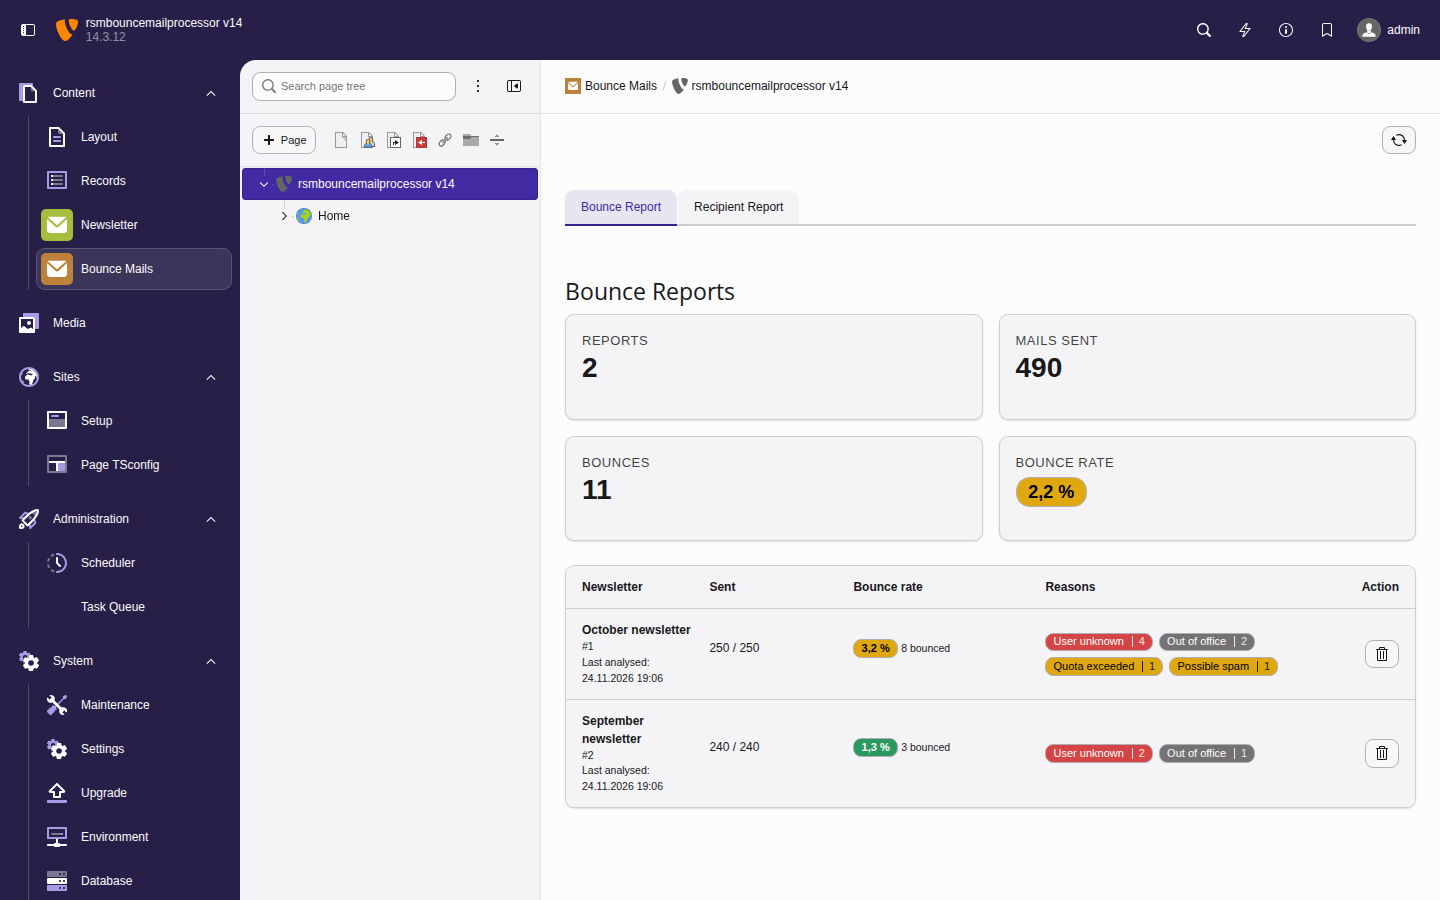 rsmbouncemailprocessor v14
14.3.12
admin
Content
Layout
Records
Newsletter
Bounce Mails
Media
Sites
Setup
Page TSconfig
Administration
Scheduler
Task Queue
System
Maintenance
Settings
Upgrade
Environment
Database
Search page tree
Page
rsmbouncemailprocessor v14
Home
Bounce Mails / rsmbouncemailprocessor v14
Bounce Report
Recipient Report
Bounce Reports
REPORTS
2
MAILS SENT
490
BOUNCES
11
BOUNCE RATE
2,2 %
Newsletter Sent Bounce rate Reasons Action
October newsletter
#1
Last analysed:
24.11.2026 19:06
250 / 250
3,2 % 8 bounced
User unknown 4 Out of office 2
Quota exceeded 1 Possible spam 1
September
newsletter
#2
Last analysed:
24.11.2026 19:06
240 / 240
1,3 % 3 bounced
User unknown 2 Out of office 1